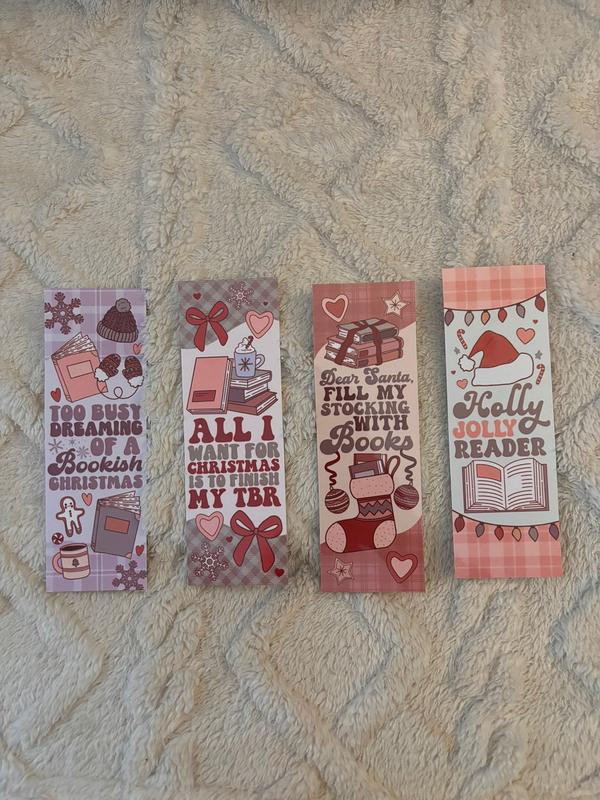 TOO BUSY
DREAMING
OF A
Bookish
CHRISTMAS
ALL I
WANT FOR
CHRISTMAS
IS TO FINISH
MY TBR
Dear Santa,
FILL MY
STOCKING
WITH
Books
Holly
JOLLY
READER